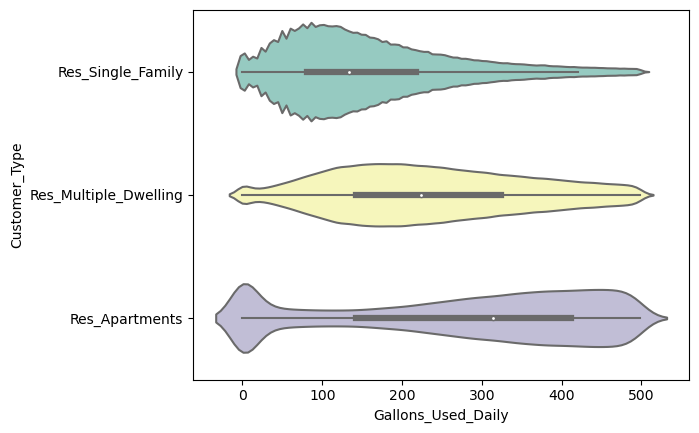 Customer_Type
Res_Single_Family
Res_Multiple_Dwelling
Res_Apartments
0 100 200 300 400 500
Gallons_Used_Daily